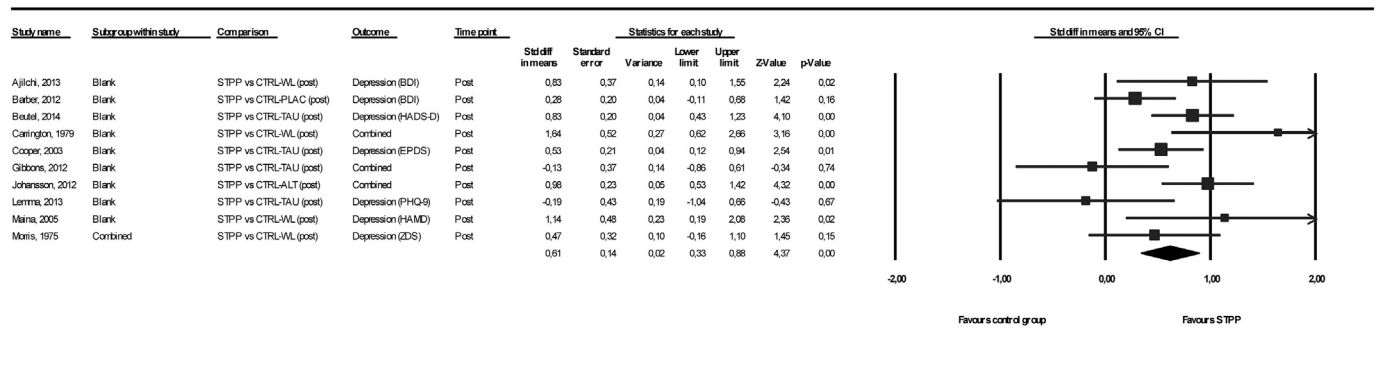 Study name Subgroup within study Comparison Outcome Time point Statistics for each study Std diff in means and 95% CI
Std diff in means Standard error Variance Lower limit Upper limit Z-Value p-Value
Ajilchi, 2013 Blank STPP vs CTRL-WL (post) Depression (BDI) Post 0,83 0,37 0,14 0,10 1,55 2,24 0,02
Barber, 2012 Blank STPP vs CTRL-PLAC (post) Depression (BDI) Post 0,28 0,20 0,04 -0,11 0,68 1,42 0,16
Beutel, 2014 Blank STPP vs CTRL-TAU (post) Depression (HADS-D) Post 0,83 0,20 0,04 0,43 1,23 4,10 0,00
Carrington, 1979 Blank STPP vs CTRL-WL (post) Combined Post 1,64 0,52 0,27 0,62 2,66 3,16 0,00
Cooper, 2003 Blank STPP vs CTRL-TAU (post) Depression (EPDS) Post 0,53 0,21 0,04 0,12 0,94 2,54 0,01
Gibbons, 2012 Blank STPP vs CTRL-TAU (post) Combined Post -0,13 0,37 0,14 -0,86 0,61 -0,34 0,74
Johansson, 2012 Blank STPP vs CTRL-ALT (post) Combined Post 0,98 0,23 0,05 0,53 1,42 4,32 0,00
Lemma, 2013 Blank STPP vs CTRL-TAU (post) Depression (PHQ-9) Post -0,19 0,43 0,19 -1,04 0,66 -0,43 0,67
Maina, 2005 Blank STPP vs CTRL-WL (post) Depression (HAMD) Post 1,14 0,48 0,23 0,19 2,08 2,36 0,02
Morris, 1975 Combined STPP vs CTRL-WL (post) Depression (ZDS) Post 0,47 0,32 0,10 -0,16 1,10 1,45 0,15
0,61 0,14 0,02 0,33 0,88 4,37 0,00
-2,00 -1,00 0,00 1,00 2,00
Favours control group Favours STPP